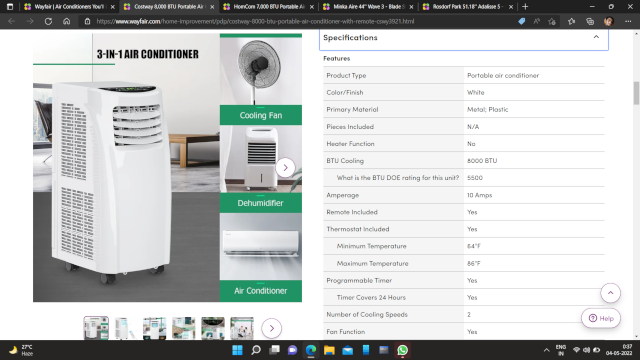 Wayfair | Air Conditioners You'll
Costway 8,000 BTU Portable Air
HomCom 7,000 BTU Portable Air
Minka Aire 44" Wave 3 - Blade S
Rosdorf Park 51.18" Adalisse 5 -
https://www.wayfair.com/home-improvement/pdp/costway-8000-btu-portable-air-conditioner-with-remote-cswy3921.html
3-IN-1 AIR CONDITIONER
Cooling Fan
Dehumidifier
Air Conditioner
Specifications
Features
Product Type Portable airconditioner
Color/Finish White
Primary Material Metal; Plastic
Pieces Included N/A
Heater Function No
BTU Cooling 8000 BTU
What is the BTU DOE rating for this unit? 5500
Amperage 10 Amps
Remote Included Yes
Thermostat Included Yes
Minimum Temperature 64°F
Maximum Temperature 86°F
Programmable Timer Yes
Timer Covers 24 Hours Yes
Number of Cooling Speeds 2
Fan Function Yes
Help
27°C
Haze
ENG
IN
0:37
04-05-2022